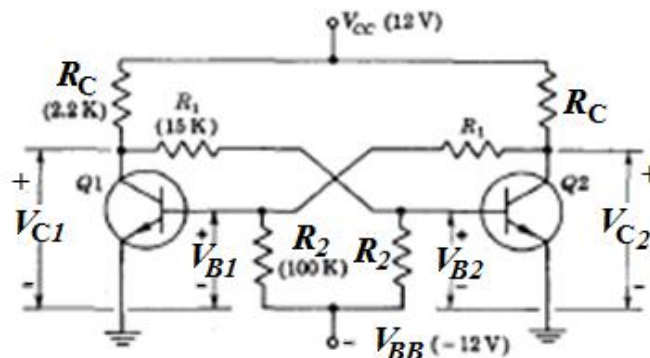 V_CC (12 V)
R_C
(2.2 K)
R_1
(15 K)
R_1
R_C
+
Q1
Q2
+
V_C1
+
V_B1
-
R_2
(100 K)
R_2
+
V_B2
-
V_C2
-
-
- V_BB (-12 V)